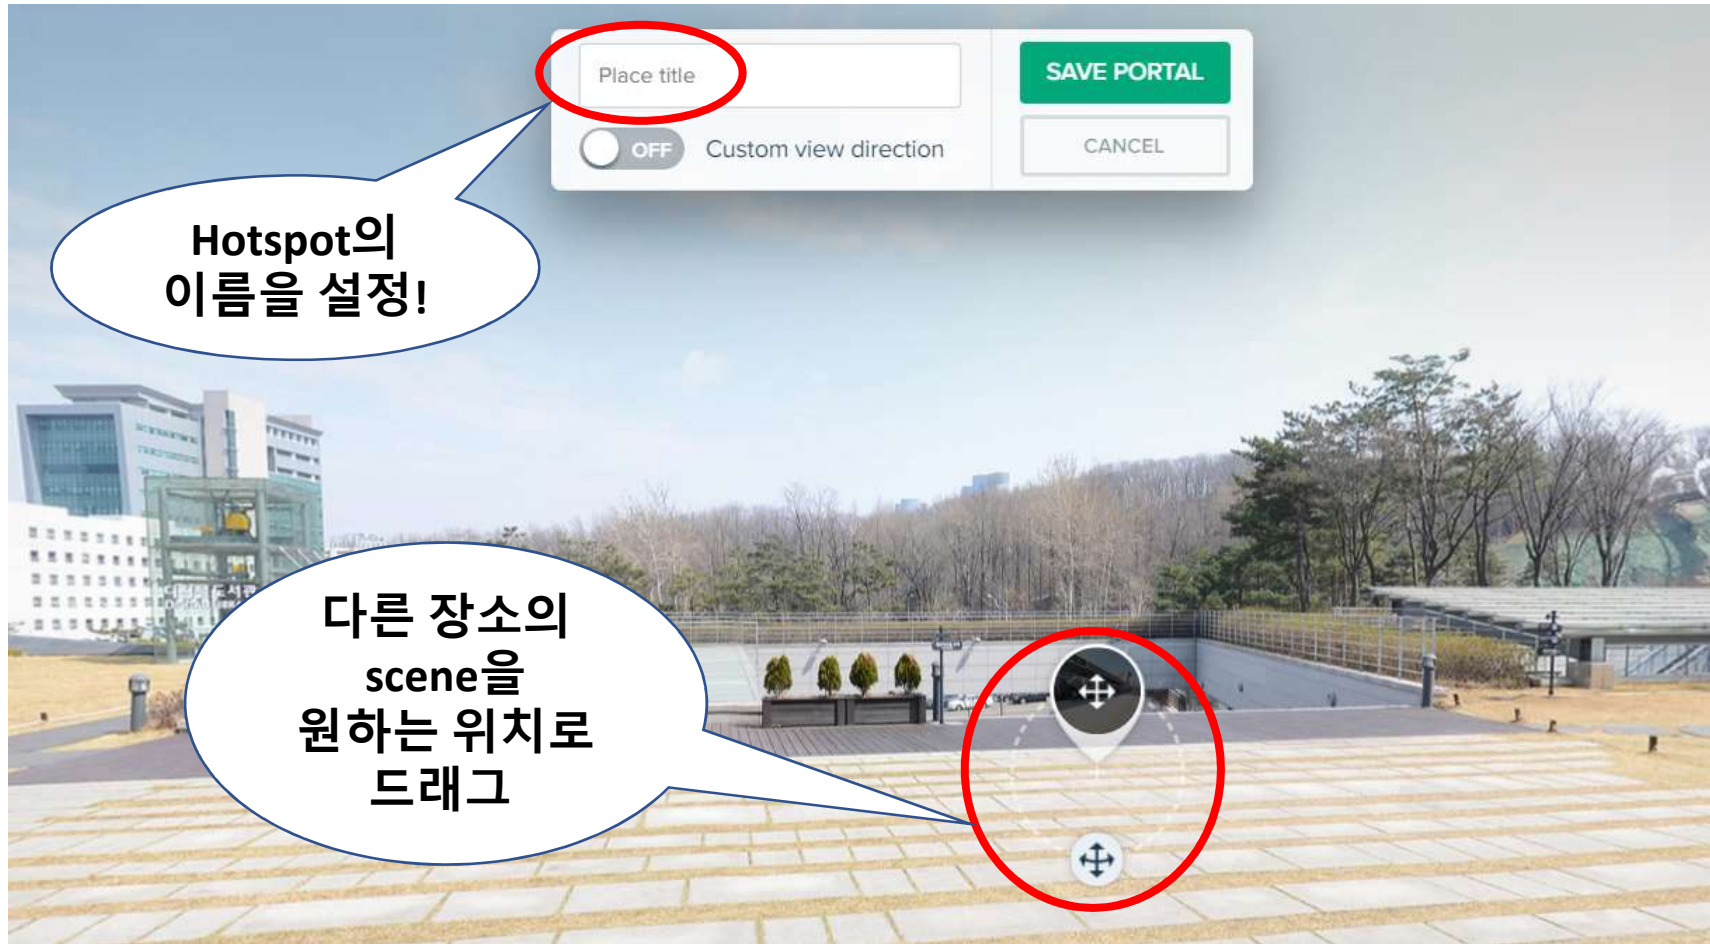 Place title
SAVE PORTAL
OFF Custom view direction
CANCEL
Hotspot의
이름을 설정!
다른 장소의
scene을
원하는 위치로
드래그